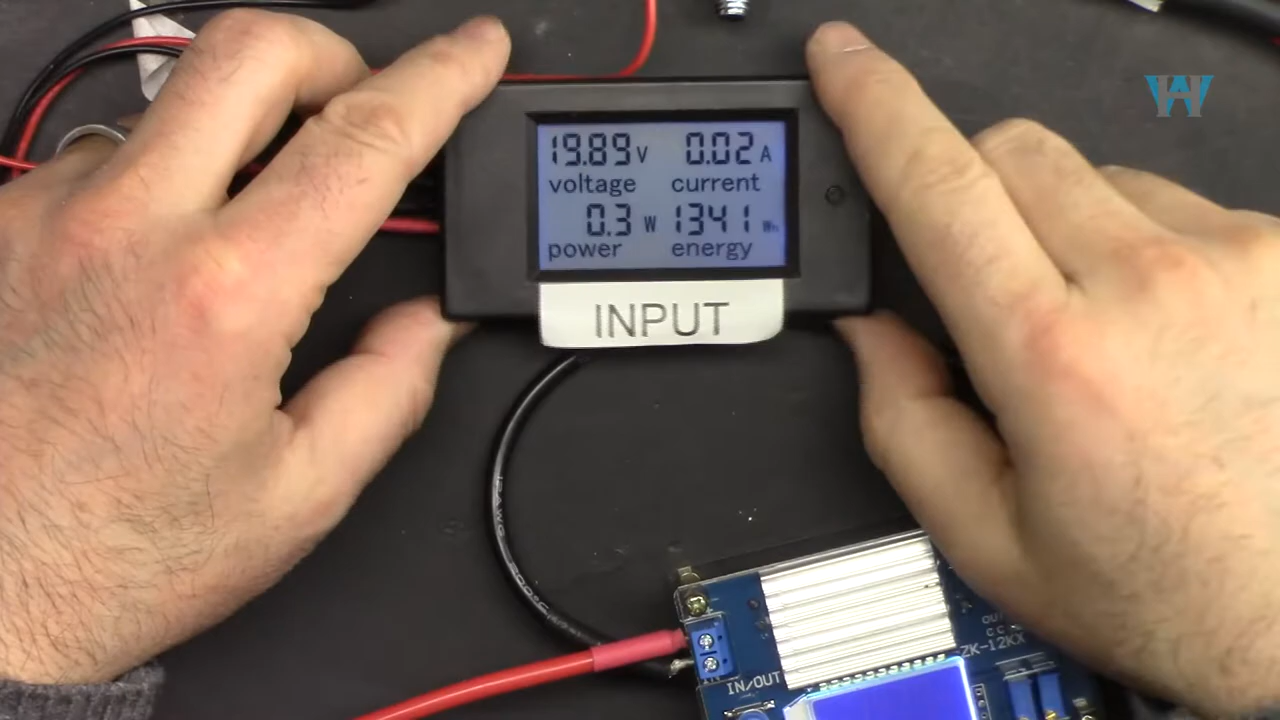 19.89 V 0.02 A
voltage current
0.3 W 1341 Wh
power energy
INPUT
IN/OUT
ZK-12KX